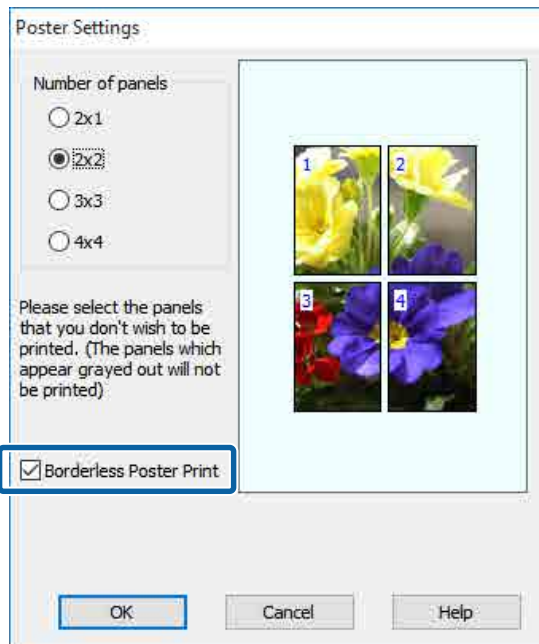 Poster Settings
Number of panels
2x1
2x2
3x3
4x4
Please select the panels
that you don't wish to be
printed. (The panels which
appear grayed out will not
be printed)
Borderless Poster Print
1
2
3
4
OK
Cancel
Help